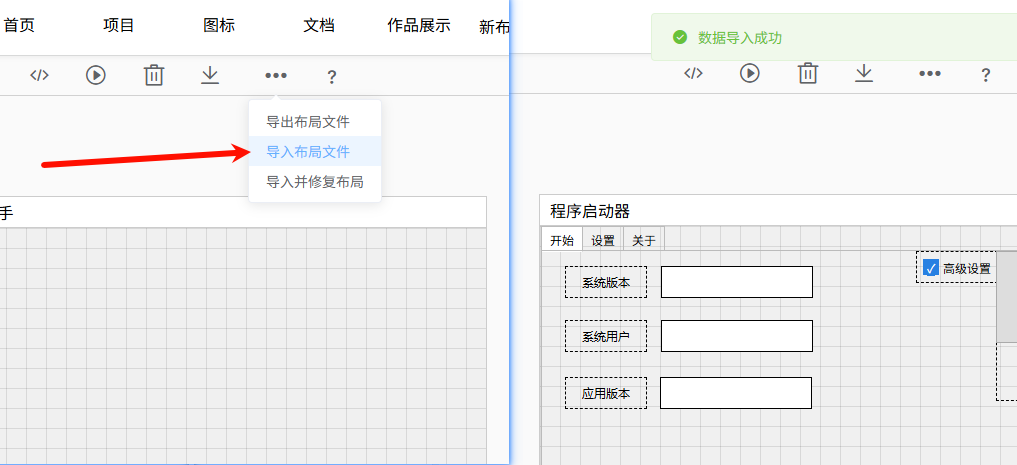 首页 项目 图标 文档 作品展示 新布
数据导入成功
导出布局文件
导入布局文件
导入并修复布局
手
程序启动器
开始 设置 关于
系统版本
高级设置
系统用户
应用版本